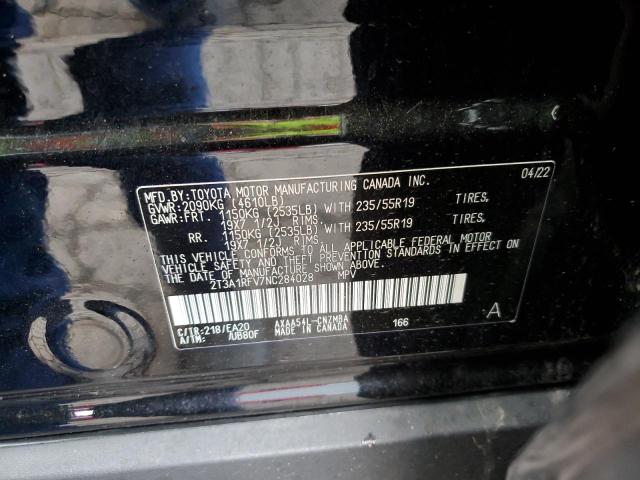 MFD.BY:TOYOTA MOTOR MANUFACTURING CANADA INC. 04/22
GVWR:2090KG (4610LB)
GAWR:FRT. 1150KG (2535LB) WITH 235/55R19 TIRES,
19X7 1/2J RIMS.
RR. 1150KG (2535LB) WITH 235/55R19 TIRES,
19X7 1/2J RIMS.
THIS VEHICLE CONFORMS TO ALL APPLICABLE FEDERAL MOTOR
VEHICLE SAFETY AND THEFT PREVENTION STANDARDS IN EFFECT ON
THE DATE OF MANUFACTURE SHOWN ABOVE.
2T3A1RFV7NC284028 MPV
C/TR:218/EA20 AXAA54L-CNZMBA 166 A
A/TM: /UB80F MADE IN CANADA